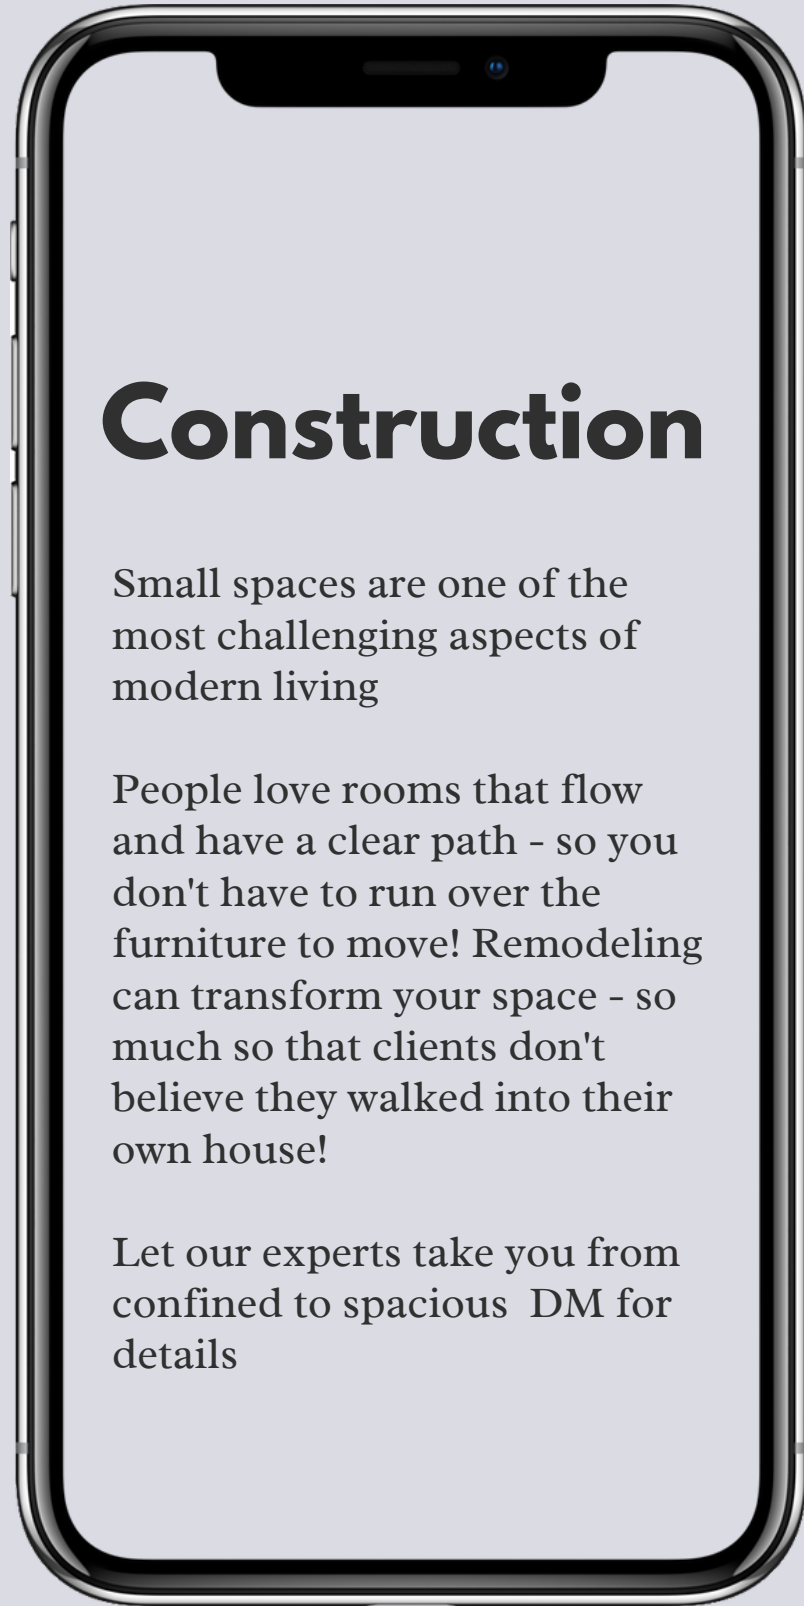 Construction
Small spaces are one of the
most challenging aspects of
modern living
People love rooms that flow
and have a clear path - so you
don't have to run over the
furniture to move! Remodeling
can transform your space - so
much so that clients don't
believe they walked into their
own house!
Let our experts take you from
confined to spacious  DM for
details